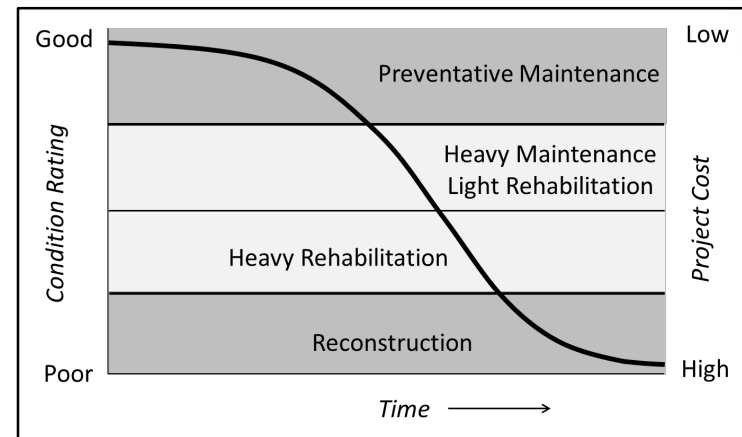 Good
Low
Preventative Maintenance
Heavy Maintenance
Light Rehabilitation
Condition Rating
Project Cost
Heavy Rehabilitation
Reconstruction
Poor
High
Time